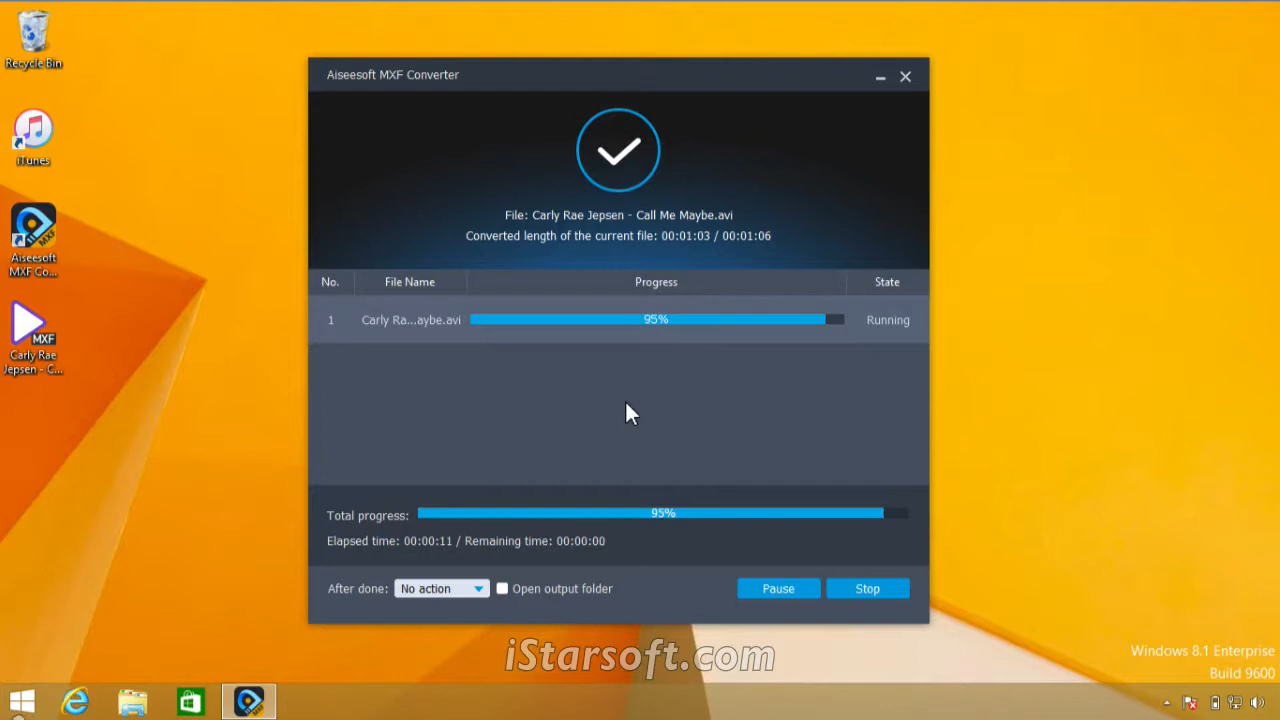 Recycle Bin
iTunes
Aiseesoft
MXF Co...
MXF
Carly Rae
Jepsen - C...
Aiseesoft MXF Converter
File: Carly Rae Jepsen - Call Me Maybe.avi
Converted length of the current file: 00:01:03 / 00:01:06
No. File Name Progress State
1 Carly Ra...aybe.avi 95% Running
Total progress: 95%
Elapsed time: 00:00:11 / Remaining time: 00:00:00
After done: No action Open output folder Pause Stop
iStarsoft.com
Windows 8.1 Enterprise
Build 9600